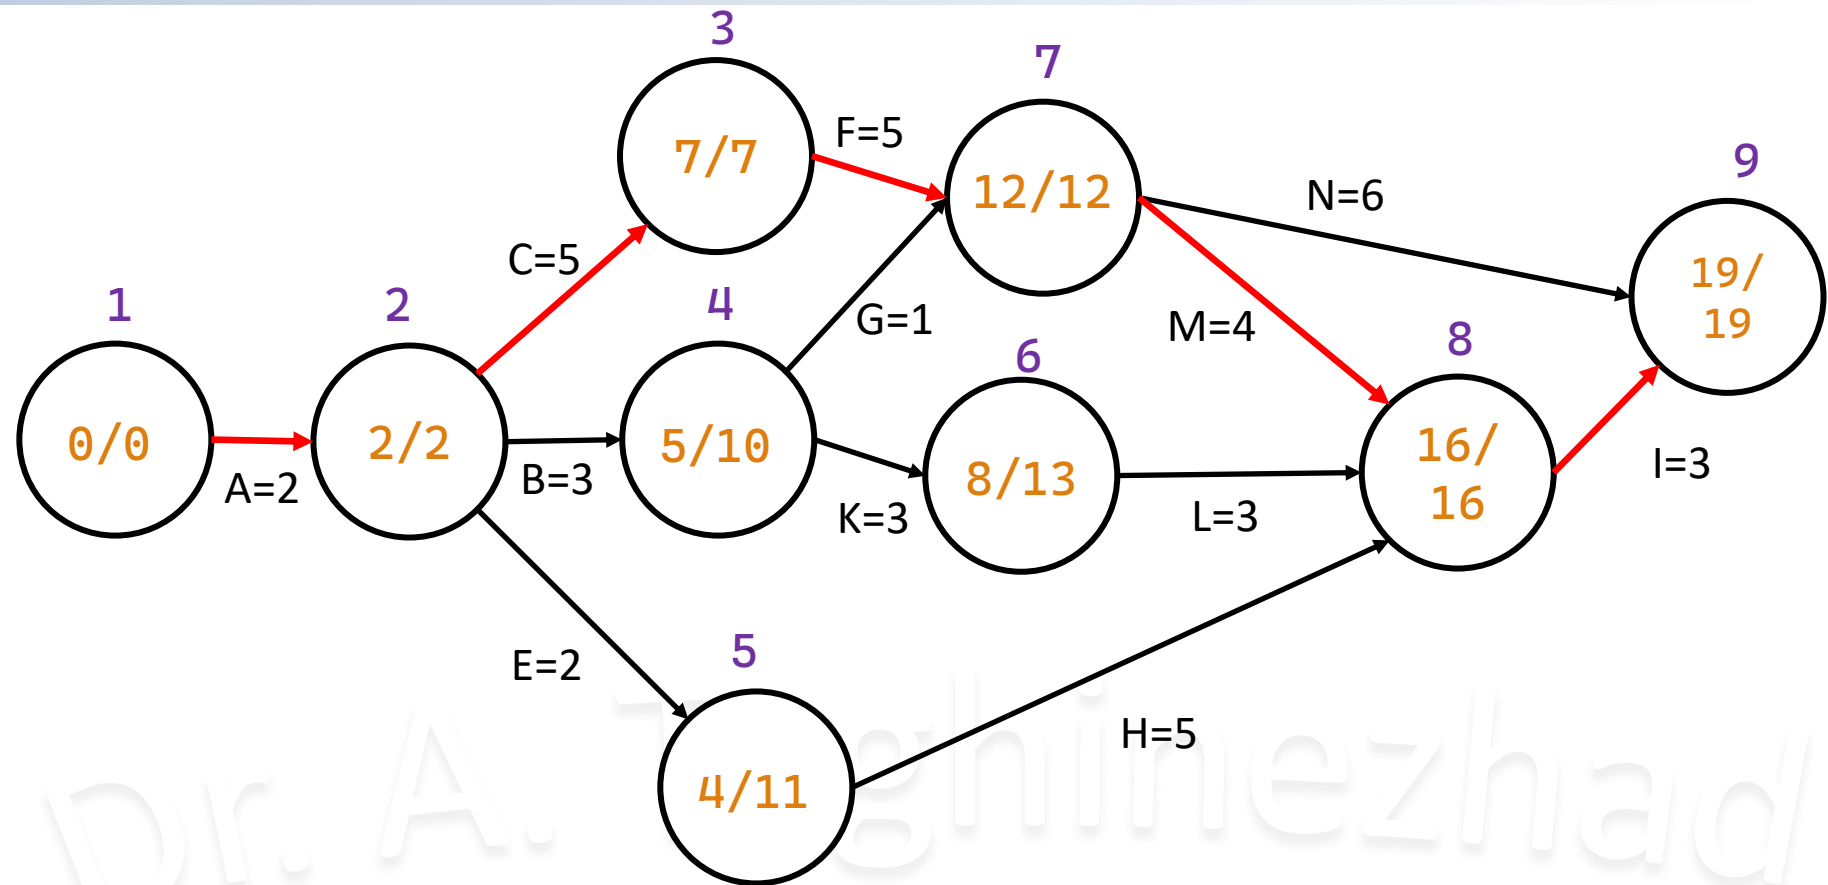 3
7
7/7
F=5
12/12
9
N=6
C=5
19/
19
1
2
4
G=1
M=4
8
6
0/0
2/2
5/10
8/13
16/
16
A=2
B=3
K=3
L=3
I=3
E=2
5
4/11
H=5
Dr. A. Taghinezhad